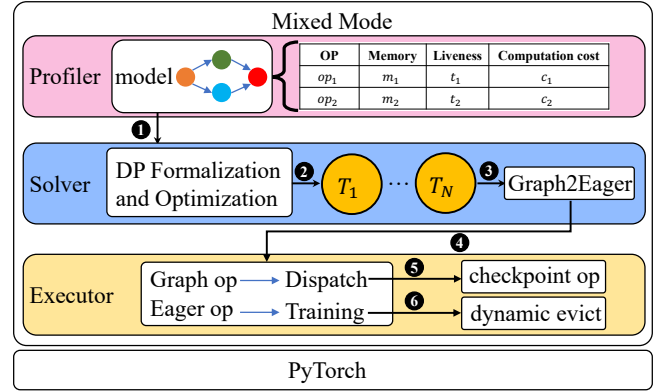 Mixed Mode
Profiler
model
OP Memory Liveness Computation cost
op₁ m₁ t₁ c₁
op₂ m₂ t₂ c₂
1
Solver
DP Formalization
and Optimization
2
T₁ ... T_N
3
Graph2Eager
4
Executor
Graph op Dispatch
Eager op Training
5
checkpoint op
6
dynamic evict
PyTorch